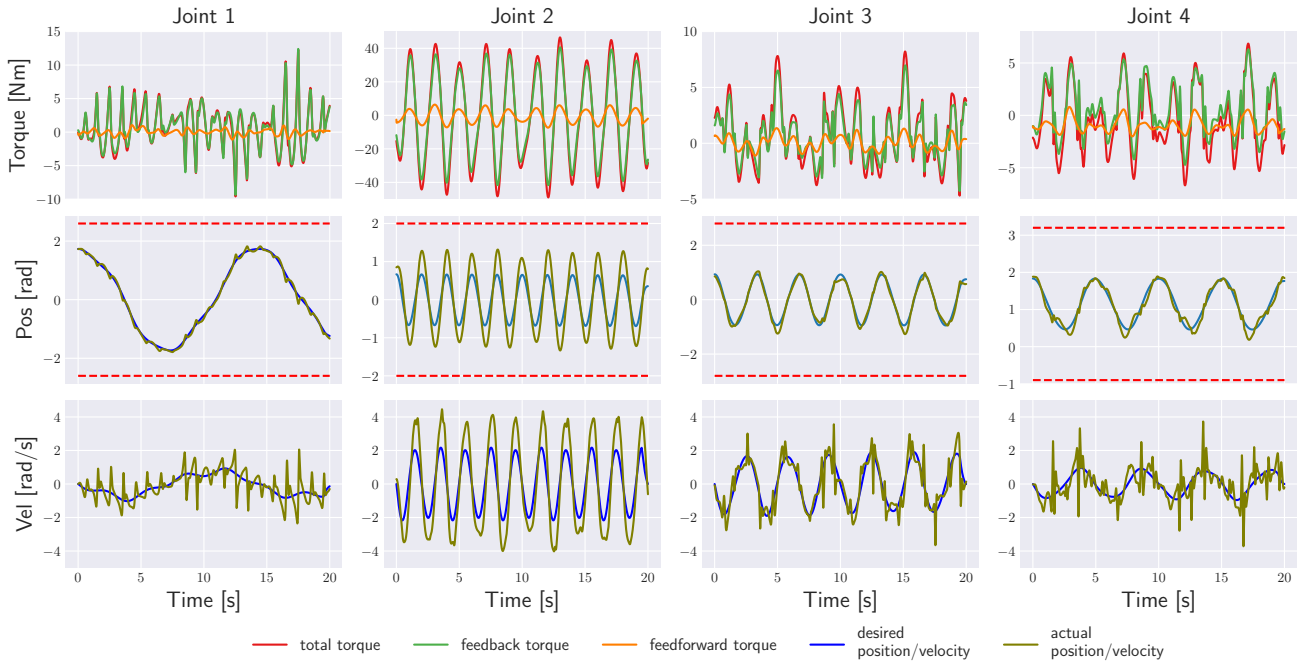 Joint 1
Joint 2
Joint 3
Joint 4
Torque [Nm]
15
10
5
0
−5
−10
40
20
0
−20
−40
10
5
0
−5
5
0
−5
Pos [rad]
2
0
−2
2
1
0
−1
−2
2
0
−2
3
2
1
0
−1
Vel [rad/s]
4
2
0
−2
−4
4
2
0
−2
−4
4
2
0
−2
−4
4
2
0
−2
−4
0 5 10 15 20
0 5 10 15 20
0 5 10 15 20
0 5 10 15 20
Time [s]
Time [s]
Time [s]
Time [s]
total torque
feedback torque
feedforward torque
desired
position/velocity
actual
position/velocity